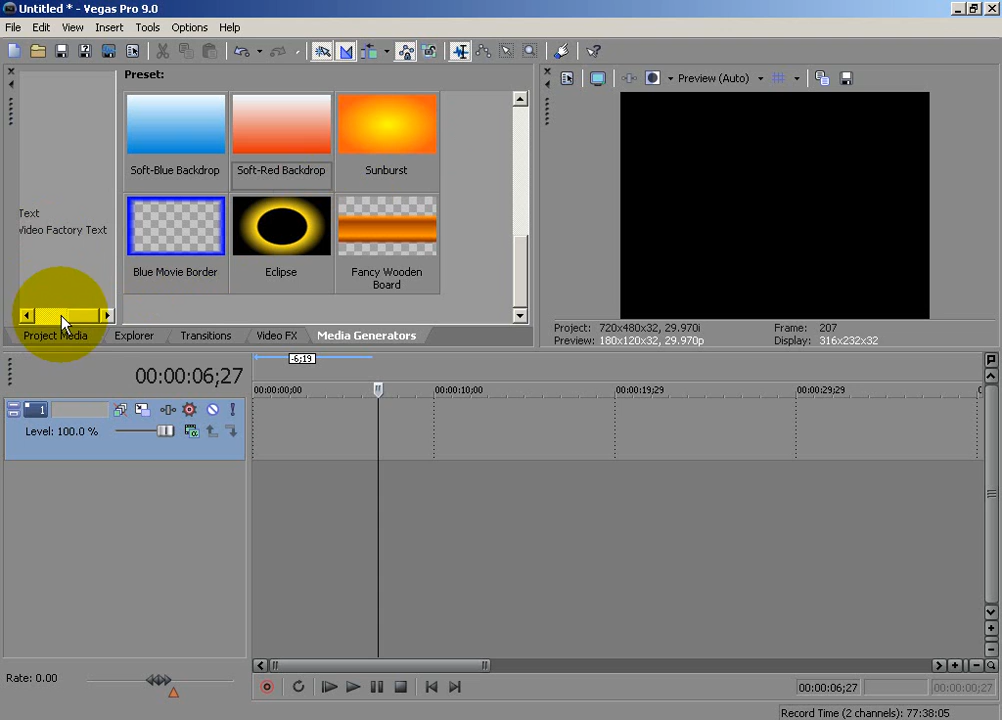 Untitled * - Vegas Pro 9.0
File Edit View Insert Tools Options Help
Preset:
Preview (Auto)
Soft-Blue Backdrop Soft-Red Backdrop Sunburst
Text
Video Factory Text
Blue Movie Border Eclipse Fancy Wooden
Board
Project Media Explorer Transitions Video FX Media Generators
Project: 720x480x32, 29.970i Frame: 207
Preview: 180x120x32, 29.970p Display: 316x232x32
-6;19
00:00:06;27
00:00:00;00 00:00:10;00 00:00:19;29 00:00:29;29
1
Level: 100.0 %
Rate: 0.00
00:00:06;27 00:00:00;27
Record Time (2 channels): 77:38:05